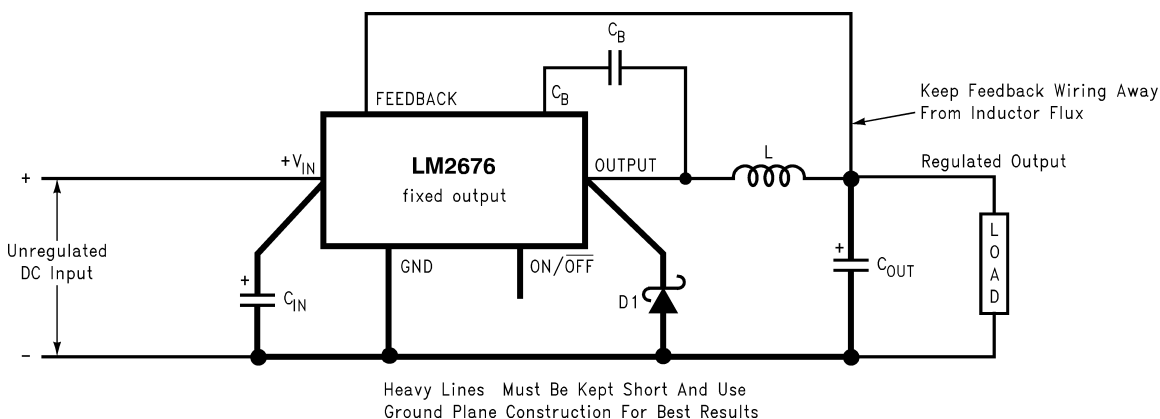 C_B
FEEDBACK
C_B
Keep Feedback Wiring Away
From Inductor Flux
+V_IN
LM2676
fixed output
OUTPUT
L
Regulated Output
+
Unregulated
DC Input
−
+
C_IN
GND
ON/O̅F̅F̅
D1
+
C_OUT
LOAD
Heavy Lines Must Be Kept Short And Use
Ground Plane Construction For Best Results